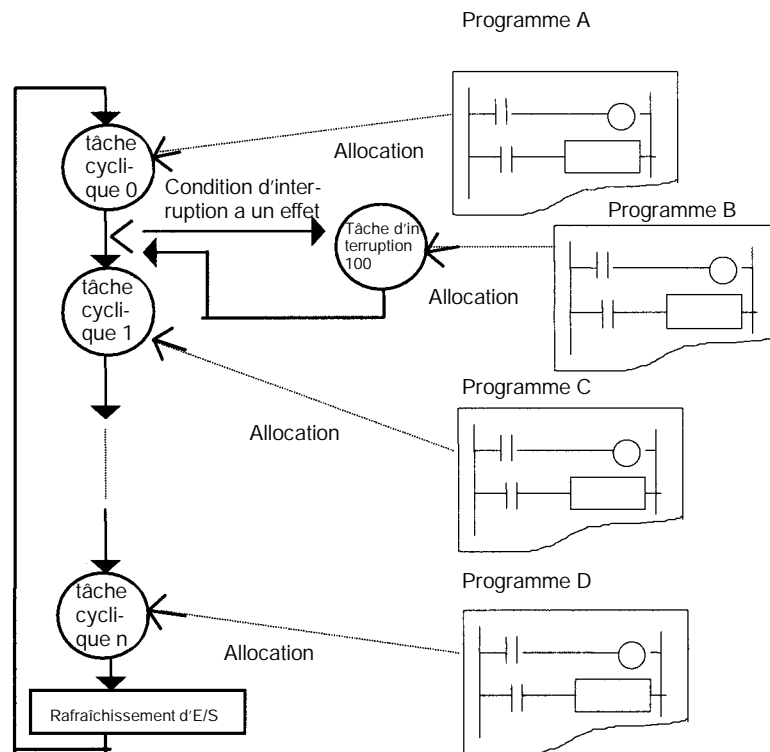 Programme A
tâche
cycli-
que 0
Allocation
Condition d'inter-
ruption a un effet
Programme B
Tâche d'in
terruption
100
Allocation
tâche
cycli-
que 1
Programme C
Allocation
Programme D
tâche
cycli-
que n
Allocation
Rafraîchissement d'E/S